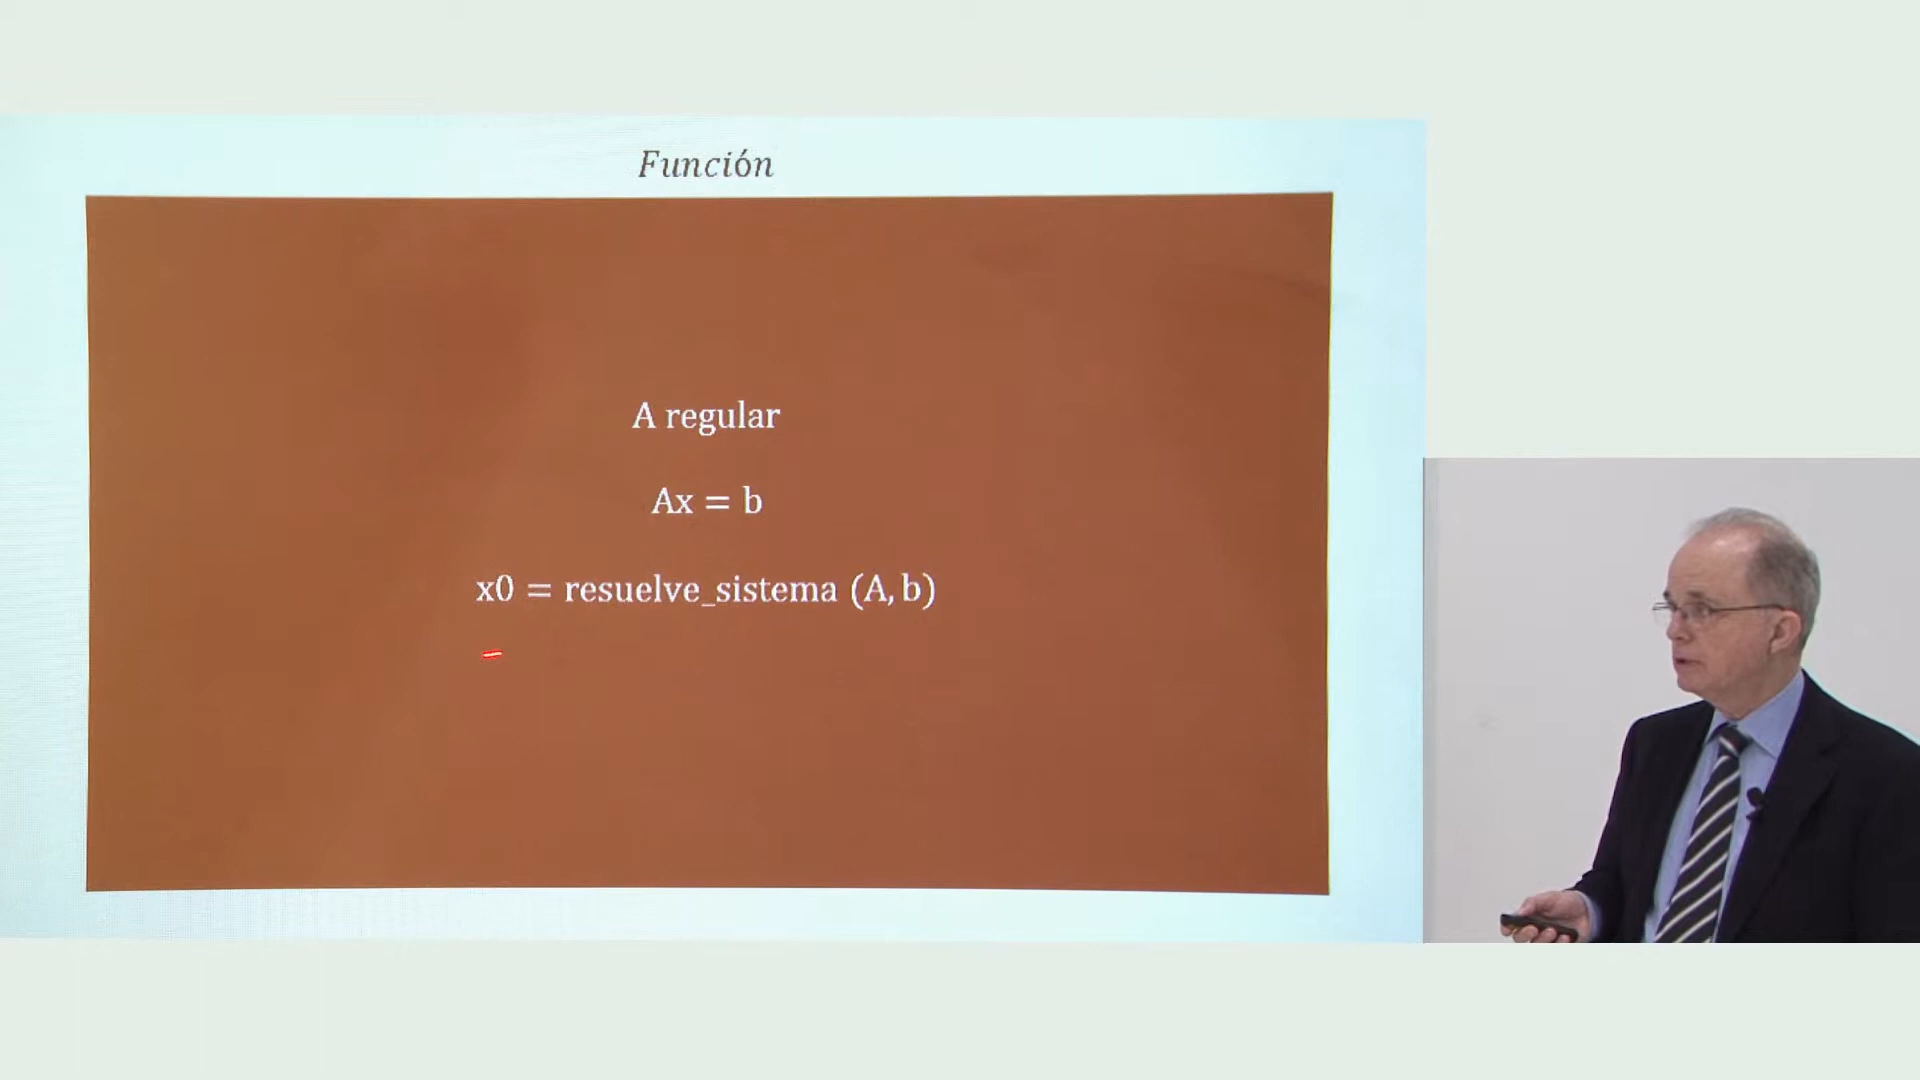 Función
A regular
Ax = b
x0 = resuelve_sistema (A, b)